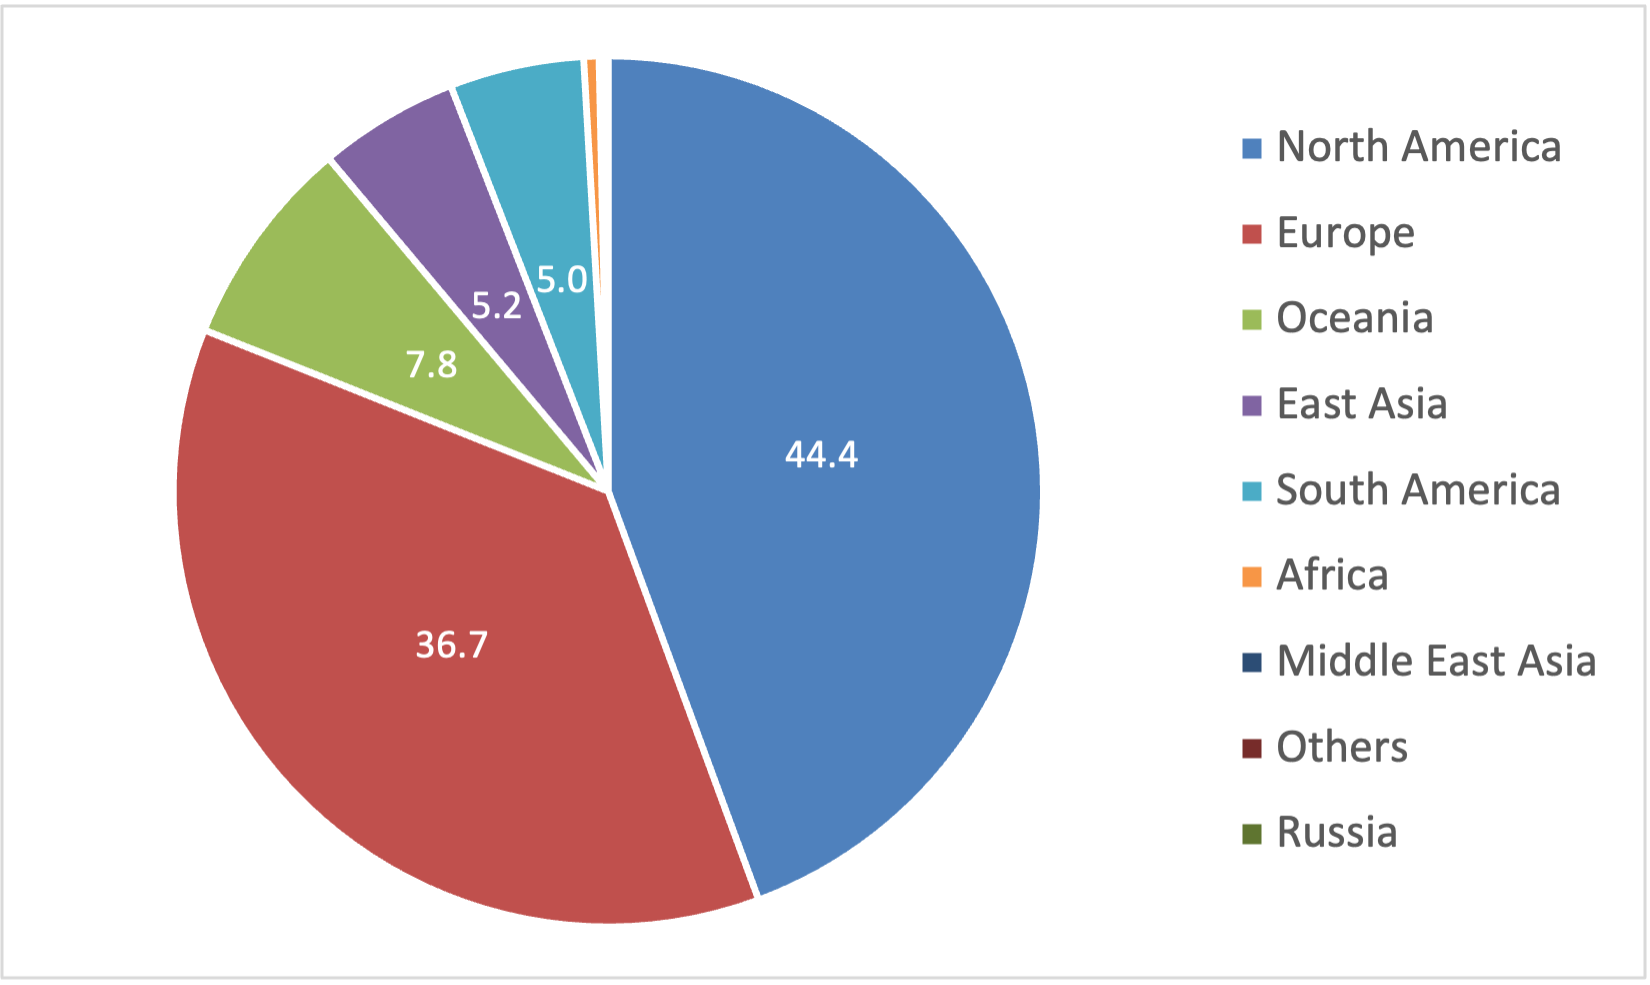 44.4
36.7
7.8
5.2
5.0
North America
Europe
Oceania
East Asia
South America
Africa
Middle East Asia
Others
Russia